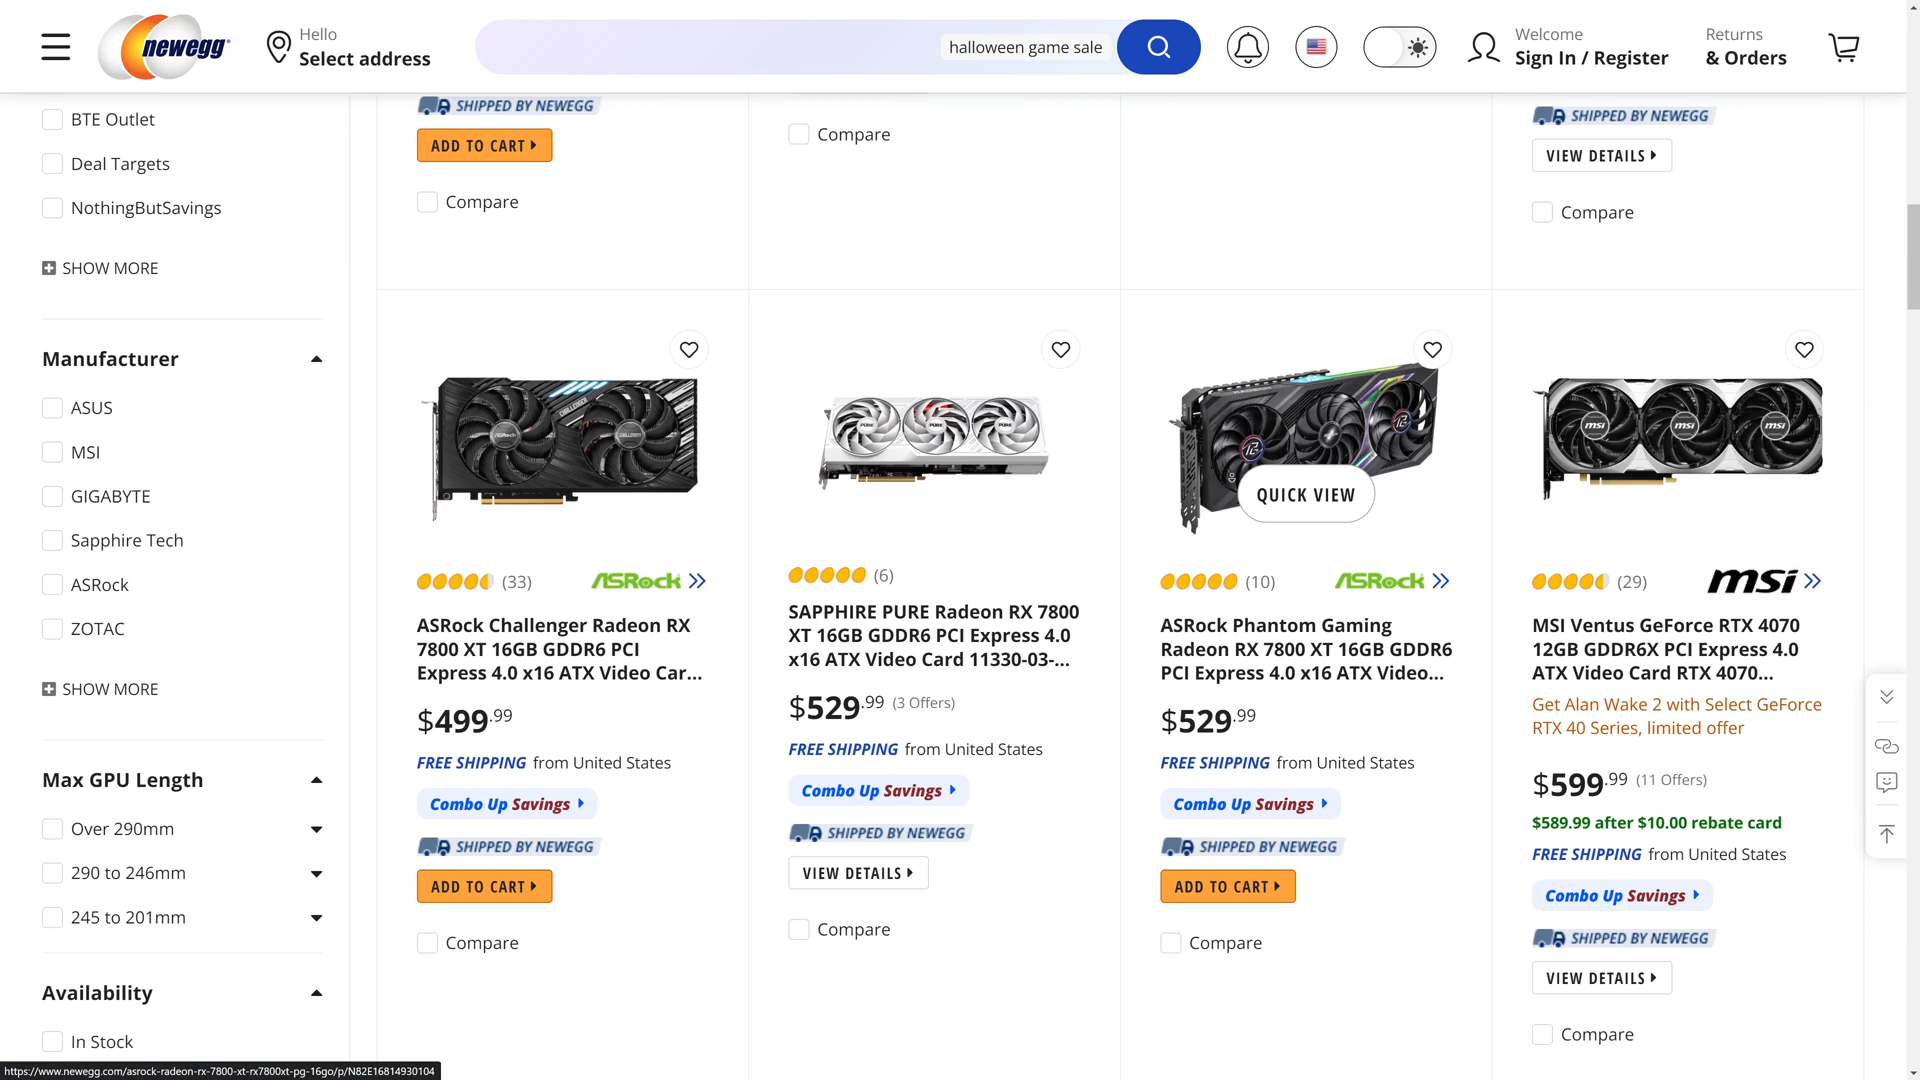 newegg
Hello
Select address
halloween game sale
Welcome
Sign In / Register
Returns
& Orders
BTE Outlet
Deal Targets
NothingButSavings
SHOW MORE
Manufacturer
ASUS
MSI
GIGABYTE
Sapphire Tech
ASRock
ZOTAC
SHOW MORE
Max GPU Length
Over 290mm
290 to 246mm
245 to 201mm
Availability
In Stock
SHIPPED BY NEWEGG
ADD TO CART
Compare
Compare
SHIPPED BY NEWEGG
VIEW DETAILS
Compare
(33)
ASRock
ASRock Challenger Radeon RX
7800 XT 16GB GDDR6 PCI
Express 4.0 x16 ATX Video Car...
$499.99
FREE SHIPPING from United States
Combo Up Savings
SHIPPED BY NEWEGG
ADD TO CART
Compare
PURE
PURE
PURE
(6)
SAPPHIRE PURE Radeon RX 7800
XT 16GB GDDR6 PCI Express 4.0
x16 ATX Video Card 11330-03-...
$529.99 (3 Offers)
FREE SHIPPING from United States
Combo Up Savings
SHIPPED BY NEWEGG
VIEW DETAILS
Compare
QUICK VIEW
(10)
ASRock
ASRock Phantom Gaming
Radeon RX 7800 XT 16GB GDDR6
PCI Express 4.0 x16 ATX Video...
$529.99
FREE SHIPPING from United States
Combo Up Savings
SHIPPED BY NEWEGG
ADD TO CART
Compare
msi
msi
msi
(29)
msi
MSI Ventus GeForce RTX 4070
12GB GDDR6X PCI Express 4.0
ATX Video Card RTX 4070...
Get Alan Wake 2 with Select GeForce
RTX 40 Series, limited offer
$599.99 (11 Offers)
$589.99 after $10.00 rebate card
FREE SHIPPING from United States
Combo Up Savings
SHIPPED BY NEWEGG
VIEW DETAILS
Compare
https://www.newegg.com/asrock-radeon-rx-7800-xt-rx7800xt-pg-16go/p/N82E16814930104